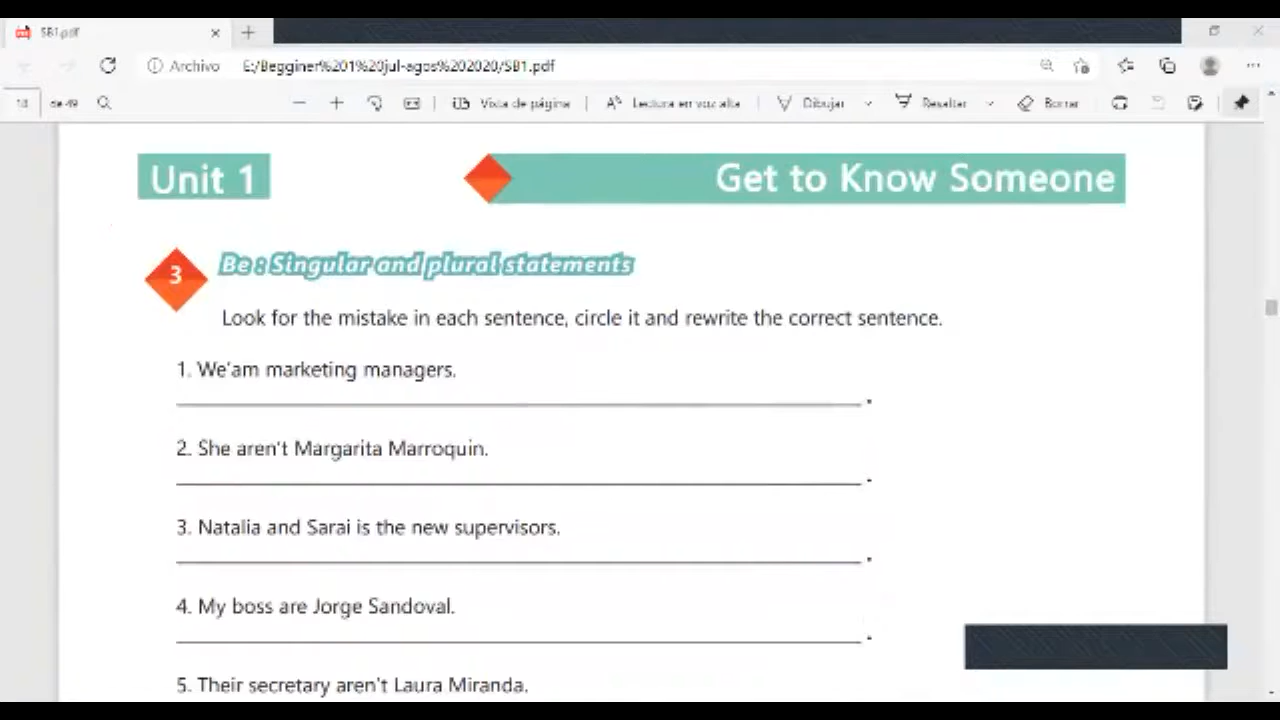 SB1.pdf
Archivo E:/Begginer%201%20jul-agos%202020/SB1.pdf
de 49 Vista de página Lectura en voz alta Dibujar Resaltar Borrar
Unit 1 Get to Know Someone
3 Be : Singular and plural statements
Look for the mistake in each sentence, circle it and rewrite the correct sentence.
1. We'am marketing managers.
2. She aren't Margarita Marroquin.
3. Natalia and Sarai is the new supervisors.
4. My boss are Jorge Sandoval.
5. Their secretary aren't Laura Miranda.